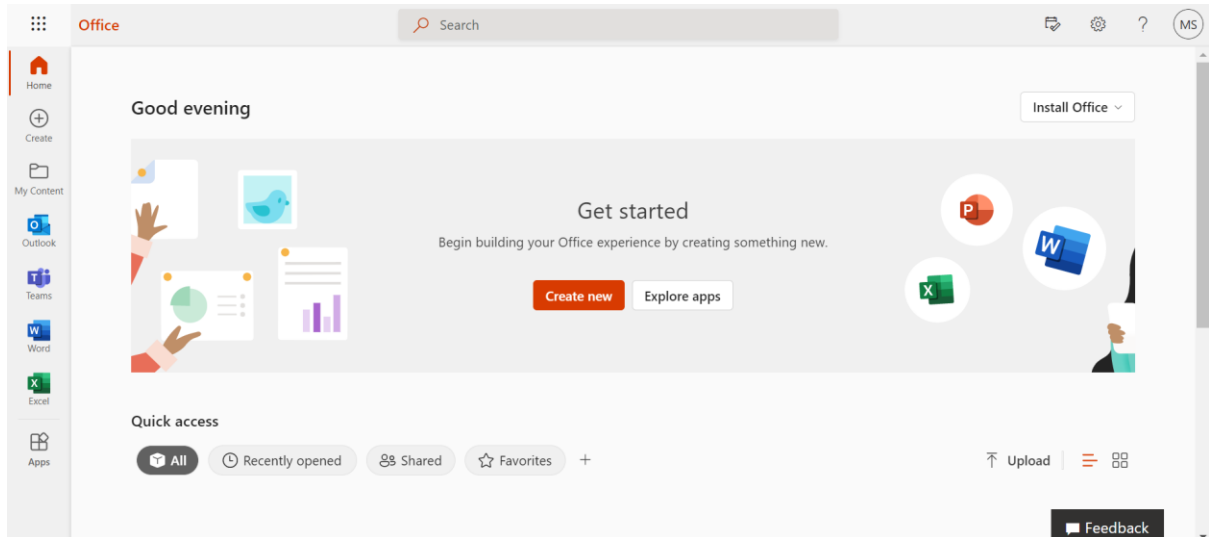 Office
Search
MS
Home
Create
My Content
Outlook
Teams
Word
Excel
Apps
Good evening
Install Office
Get started
Begin building your Office experience by creating something new.
Create new
Explore apps
P
W
X
Quick access
All
Recently opened
Shared
Favorites
Upload
Feedback